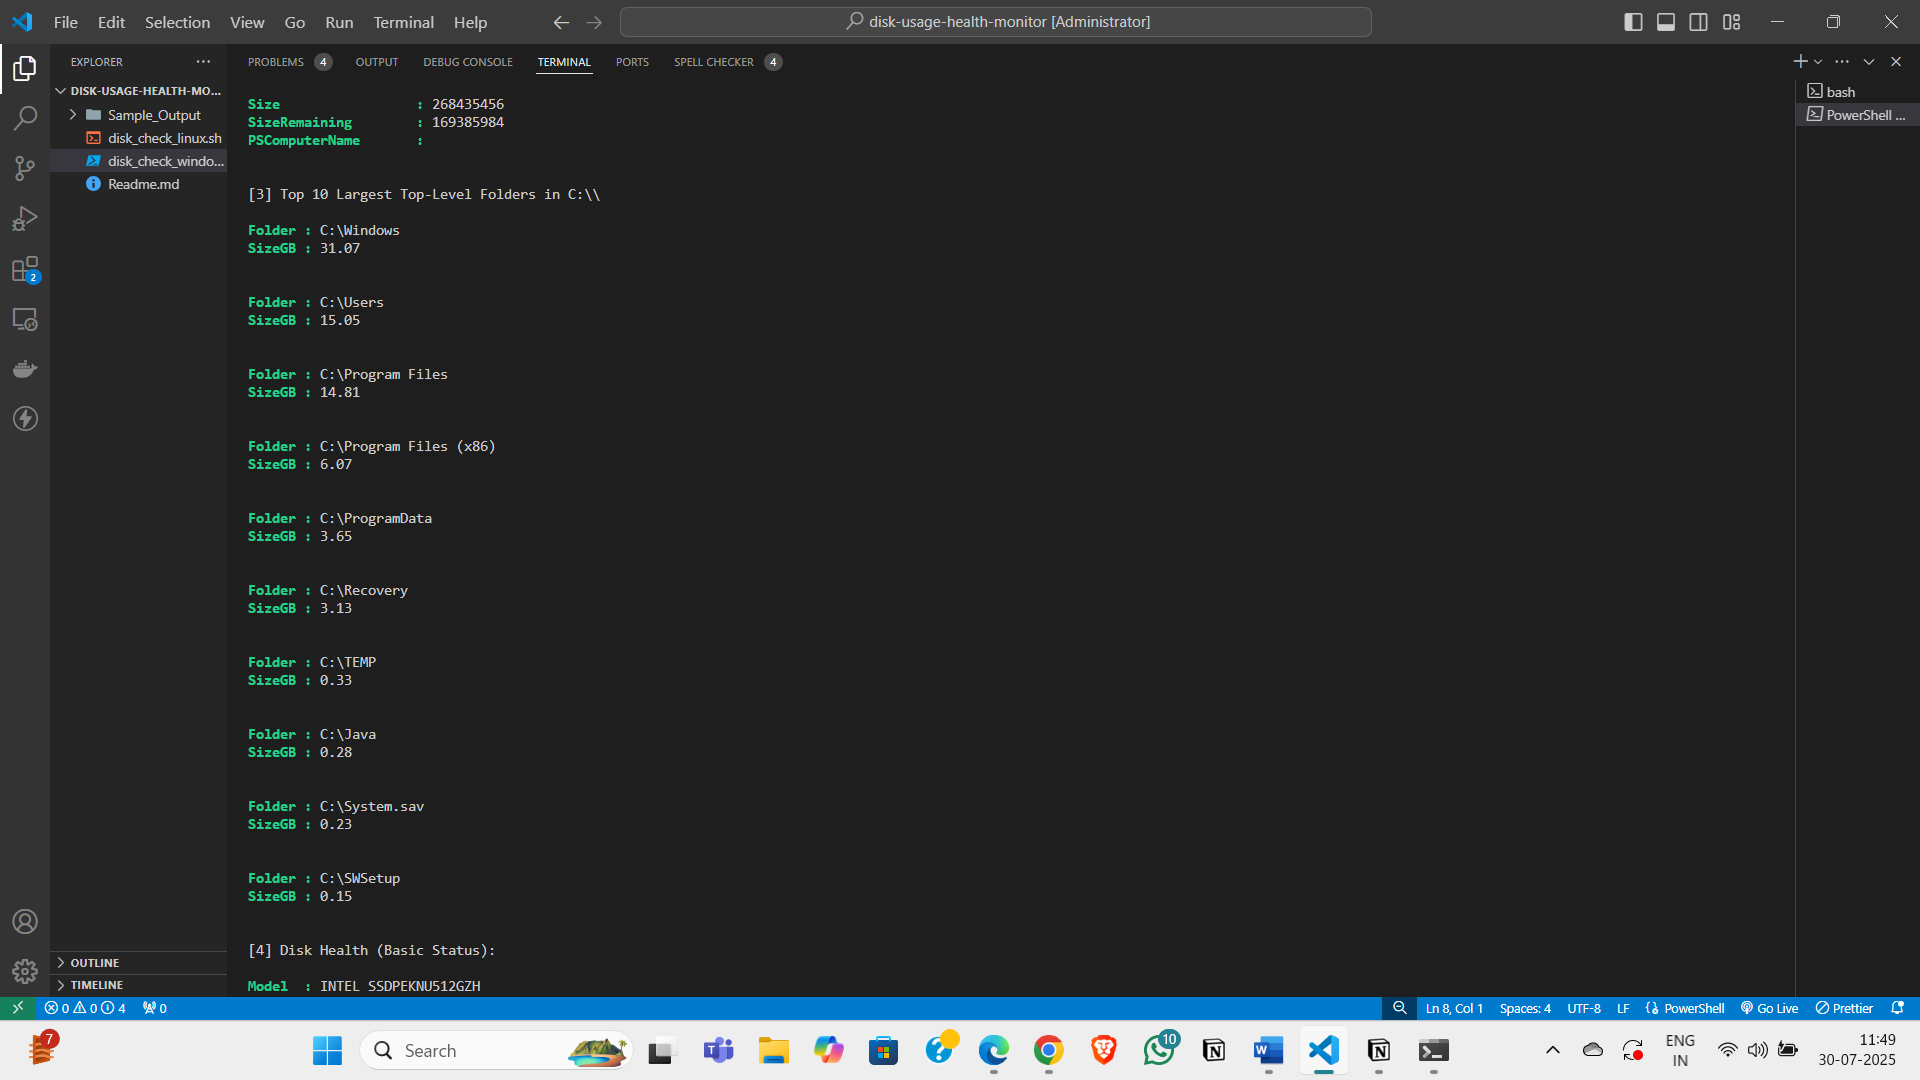 File Edit Selection View Go Run Terminal Help
disk-usage-health-monitor [Administrator]
EXPLORER
DISK-USAGE-HEALTH-MO...
Sample_Output
disk_check_linux.sh
disk_check_windo...
Readme.md
OUTLINE
TIMELINE
2
PROBLEMS 4 OUTPUT DEBUG CONSOLE TERMINAL PORTS SPELL CHECKER 4
bash
PowerShell ...
Size : 268435456
SizeRemaining : 169385984
PSComputerName :
[3] Top 10 Largest Top-Level Folders in C:\\
Folder : C:\Windows
SizeGB : 31.07
Folder : C:\Users
SizeGB : 15.05
Folder : C:\Program Files
SizeGB : 14.81
Folder : C:\Program Files (x86)
SizeGB : 6.07
Folder : C:\ProgramData
SizeGB : 3.65
Folder : C:\Recovery
SizeGB : 3.13
Folder : C:\TEMP
SizeGB : 0.33
Folder : C:\Java
SizeGB : 0.28
Folder : C:\System.sav
SizeGB : 0.23
Folder : C:\SWSetup
SizeGB : 0.15
[4] Disk Health (Basic Status):
Model : INTEL SSDPEKNU512GZH
0 0 4 0 Ln 8, Col 1 Spaces: 4 UTF-8 LF PowerShell Go Live Prettier
7 Search 10 ENG 11:49
IN 30-07-2025